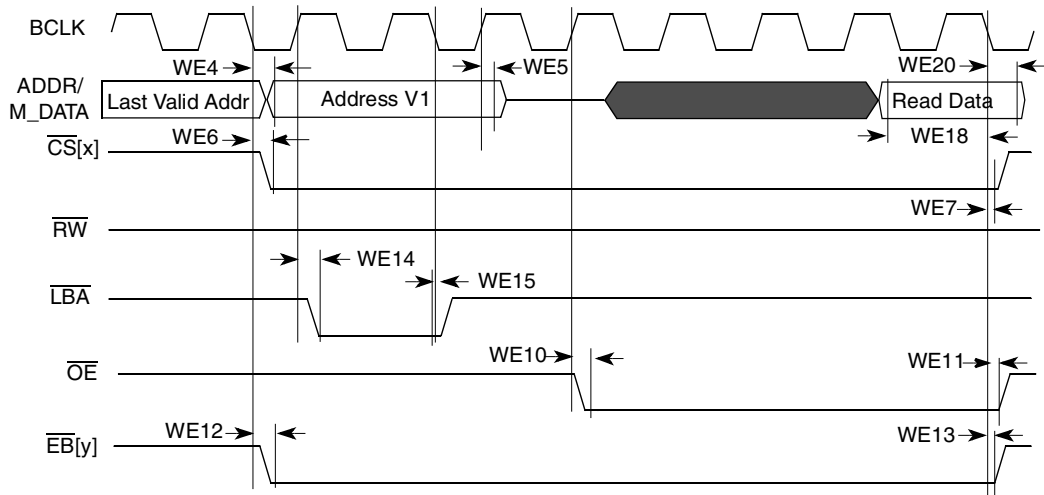 BCLK
WE4
WE5
WE20
ADDR/
M_DATA
Last Valid Addr
Address V1
Read Data
WE6
WE18
CS[x]
WE7
RW
WE14
WE15
LBA
WE10
WE11
OE
WE12
WE13
EB[y]